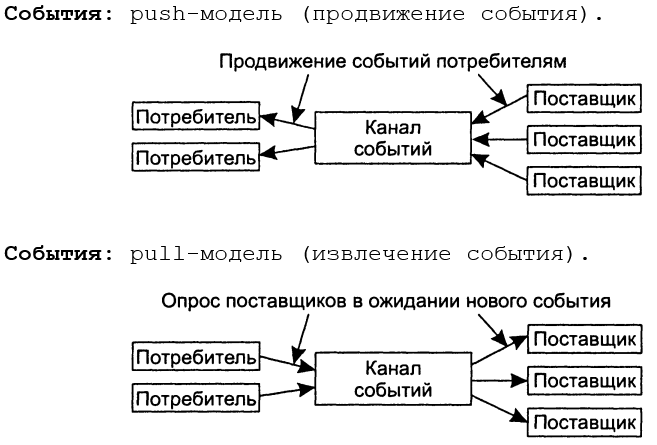 События: push-модель (продвижение события).
Продвижение событий потребителям
Потребитель
Потребитель
Канал
событий
Поставщик
Поставщик
Поставщик
События: pull-модель (извлечение события).
Опрос поставщиков в ожидании нового события
Потребитель
Потребитель
Канал
событий
Поставщик
Поставщик
Поставщик